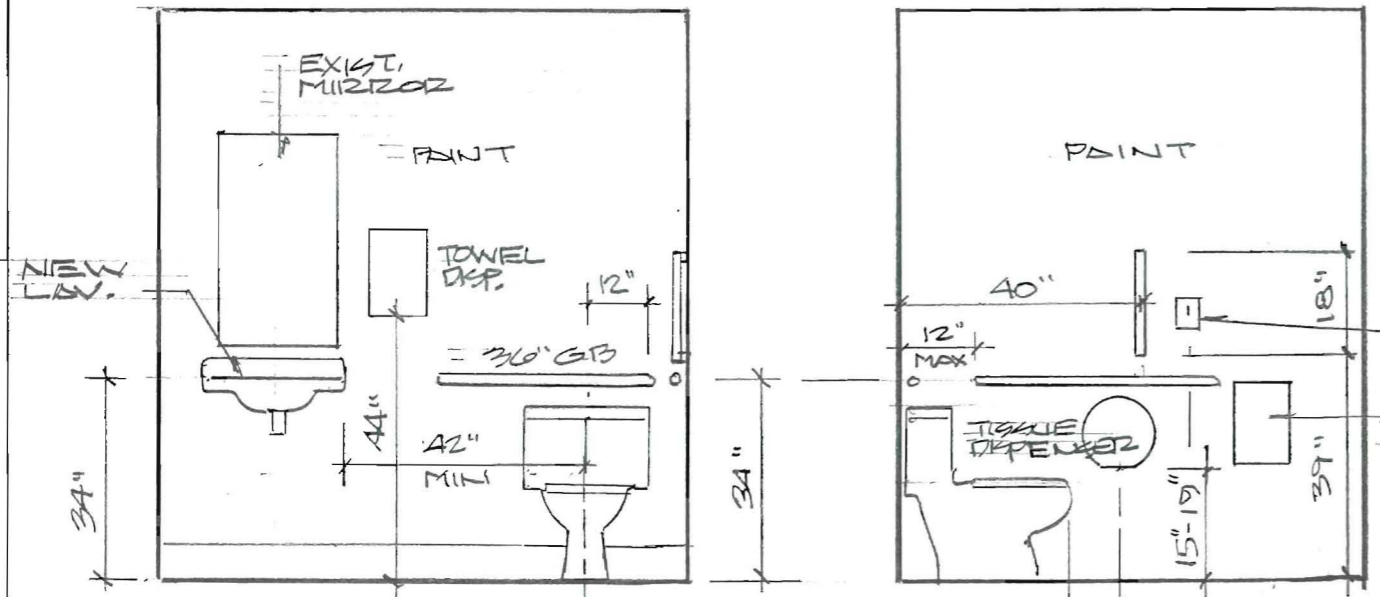 EXIST.
MIRROR
PAINT
NEW
LAV.
TOWEL
DISP.
12"
36" GB
44"
42"
MIN
34"
34"
PAINT
40"
12"
MAX
18"
TISSUE
DISPENSER
15"-19"
39"